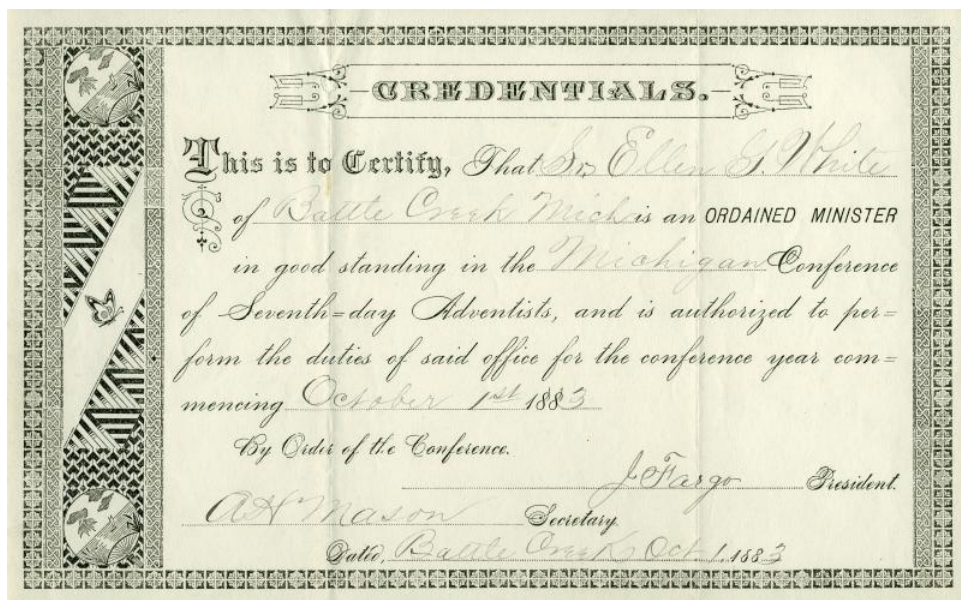 CREDENTIALS.
This is to Certify, That Sr. Ellen G. White
of Battle Creek Mich is an ORDAINED MINISTER
in good standing in the Michigan Conference
of Seventh=day Adventists, and is authorized to per=
form the duties of said office for the conference year com=
mencing October 1st 1883
By Order of the Conference.
J Fargo President.
A H Mason Secretary.
Dated, Battle Creek Oct 1, 1883